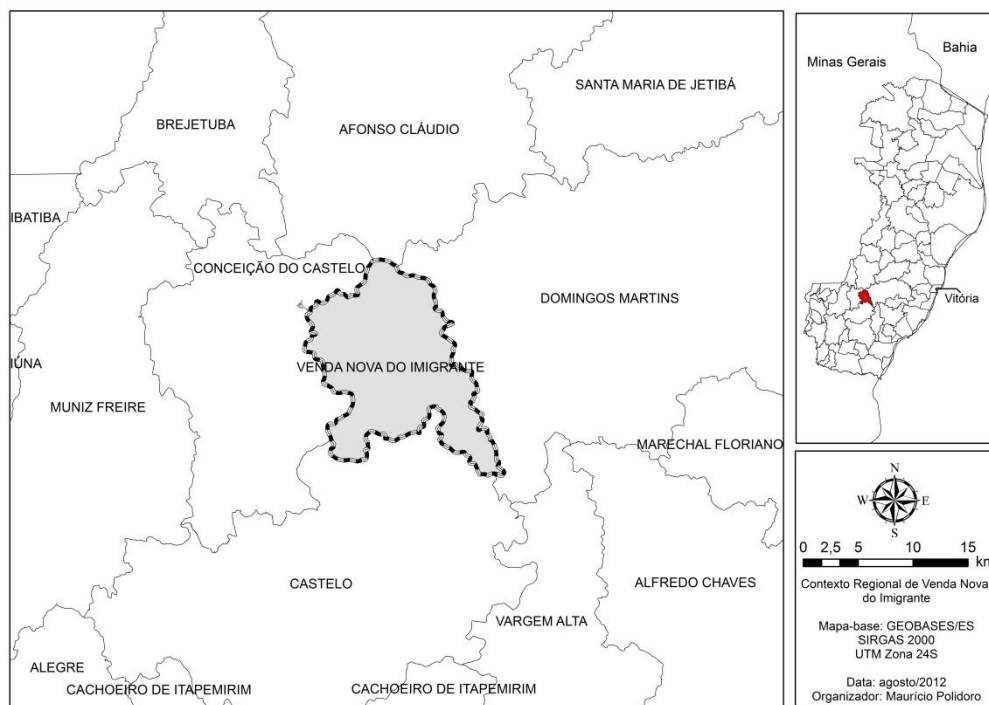 SANTA MARIA DE JETIBÁ
BREJETUBA
AFONSO CLÁUDIO
IBATIBA
CONCEIÇÃO DO CASTELO
DOMINGOS MARTINS
IÚNA
VENDA NOVA DO IMIGRANTE
MUNIZ FREIRE
MARECHAL FLORIANO
CASTELO
ALFREDO CHAVES
VARGEM ALTA
ALEGRE
CACHOEIRO DE ITAPEMIRIM
CACHOEIRO DE ITAPEMIRIM
Bahia
Minas Gerais
Vitória
N
W
E
S
0 2,5 5 10 15
km
Contexto Regional de Venda Nova
do Imigrante
Mapa-base: GEOBASES/ES
SIRGAS 2000
UTM Zona 24S
Data: agosto/2012
Organizador: Maurício Polidoro